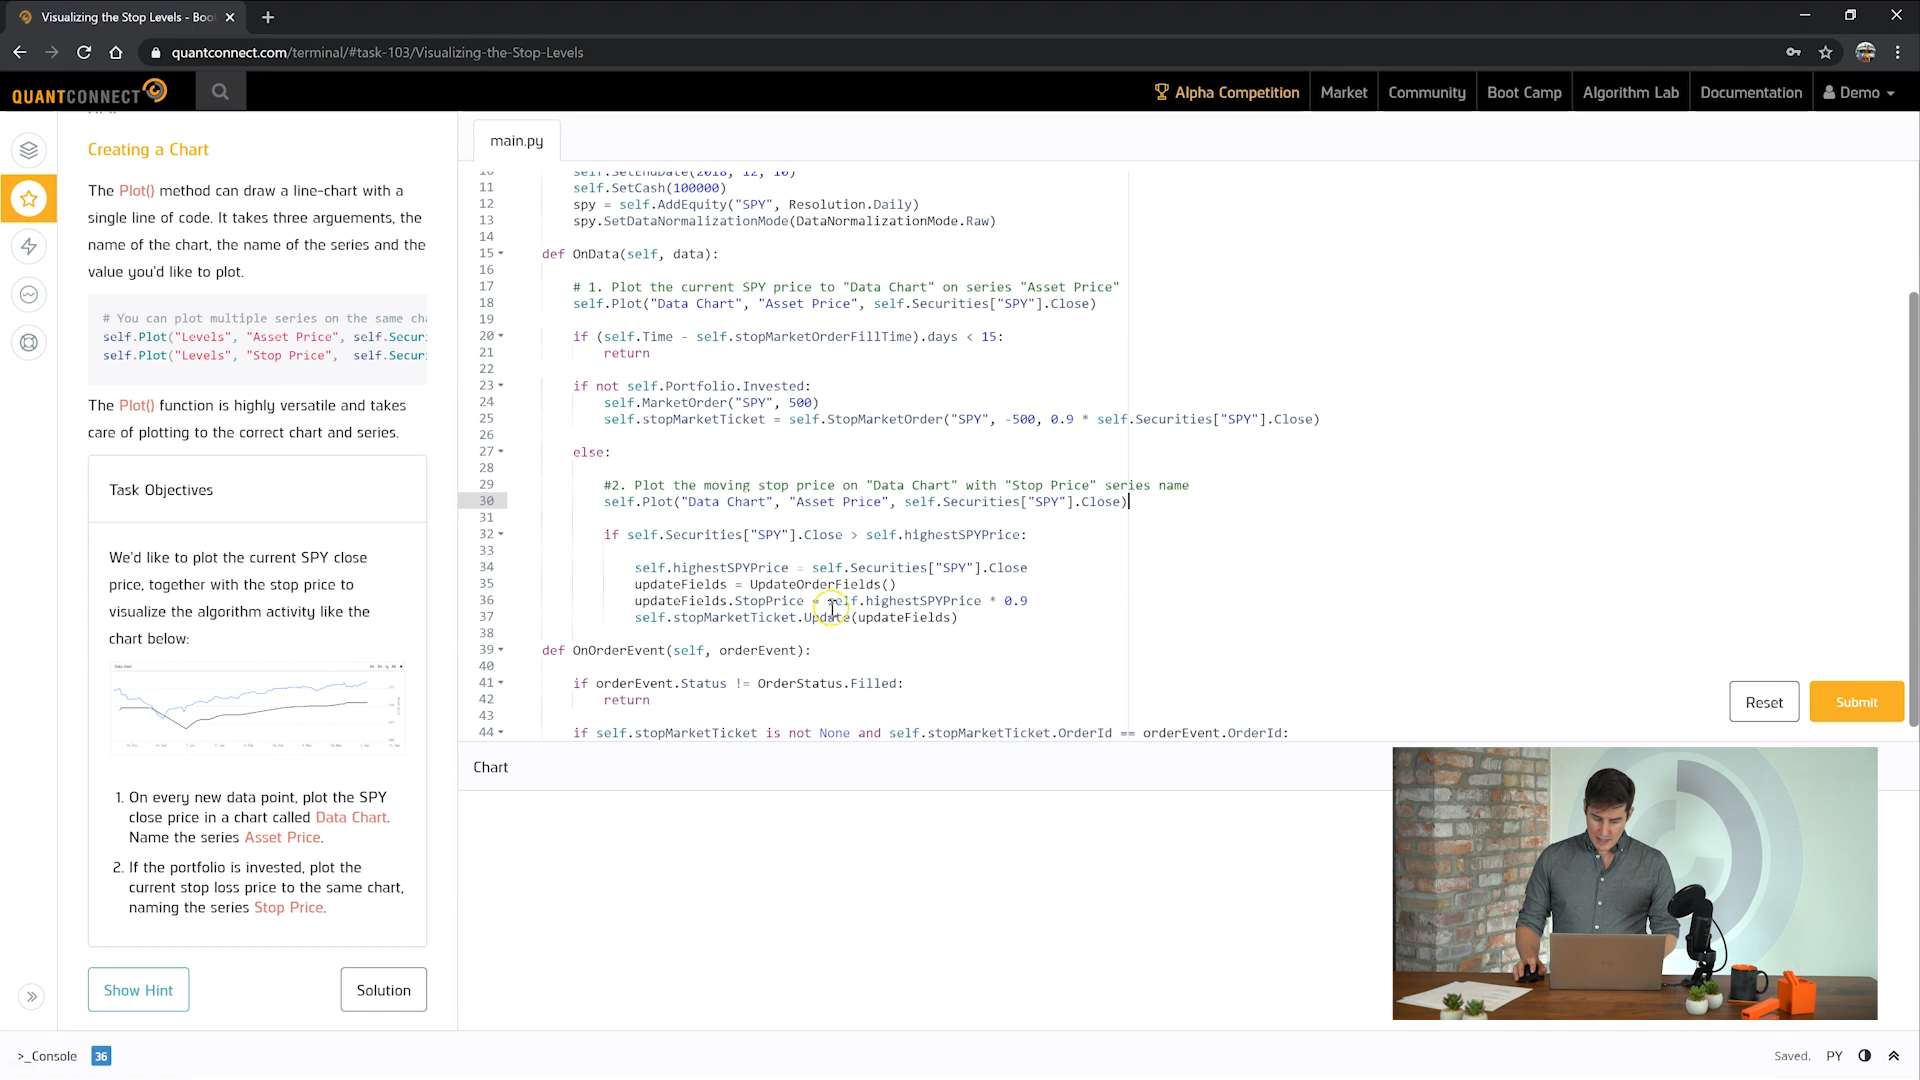 Visualizing the Stop Levels - Boo
quantconnect.com/terminal/#task-103/Visualizing-the-Stop-Levels
QUANTCONNECT
Alpha Competition
Market
Community
Boot Camp
Algorithm Lab
Documentation
Demo
Creating a Chart
The Plot() method can draw a line-chart with a
single line of code. It takes three arguements, the
name of the chart, the name of the series and the
value you'd like to plot.
# You can plot multiple series on the same cha
self.Plot("Levels", "Asset Price", self.Secur:
self.Plot("Levels", "Stop Price",  self.Secur:
The Plot() function is highly versatile and takes
care of plotting to the correct chart and series.
Task Objectives
We'd like to plot the current SPY close
price, together with the stop price to
visualize the algorithm activity like the
chart below:
1. On every new data point, plot the SPY
close price in a chart called Data Chart.
Name the series Asset Price.
2. If the portfolio is invested, plot the
current stop loss price to the same chart,
naming the series Stop Price.
Show Hint
Solution
main.py
10 self.SetEndDate(2018, 12, 10)
11 self.SetCash(100000)
12 spy = self.AddEquity("SPY", Resolution.Daily)
13 spy.SetDataNormalizationMode(DataNormalizationMode.Raw)
14
15 def OnData(self, data):
16
17 # 1. Plot the current SPY price to "Data Chart" on series "Asset Price"
18 self.Plot("Data Chart", "Asset Price", self.Securities["SPY"].Close)
19
20 if (self.Time - self.stopMarketOrderFillTime).days < 15:
21 return
22
23 if not self.Portfolio.Invested:
24 self.MarketOrder("SPY", 500)
25 self.stopMarketTicket = self.StopMarketOrder("SPY", -500, 0.9 * self.Securities["SPY"].Close)
26
27 else:
28
29 #2. Plot the moving stop price on "Data Chart" with "Stop Price" series name
30 self.Plot("Data Chart", "Asset Price", self.Securities["SPY"].Close)
31
32 if self.Securities["SPY"].Close > self.highestSPYPrice:
33
34 self.highestSPYPrice = self.Securities["SPY"].Close
35 updateFields = UpdateOrderFields()
36 updateFields.StopPrice = self.highestSPYPrice * 0.9
37 self.stopMarketTicket.Update(updateFields)
38
39 def OnOrderEvent(self, orderEvent):
40
41 if orderEvent.Status != OrderStatus.Filled:
42 return
43
44 if self.stopMarketTicket is not None and self.stopMarketTicket.OrderId == orderEvent.OrderId:
Reset
Submit
Chart
>_Console 36
Saved. PY